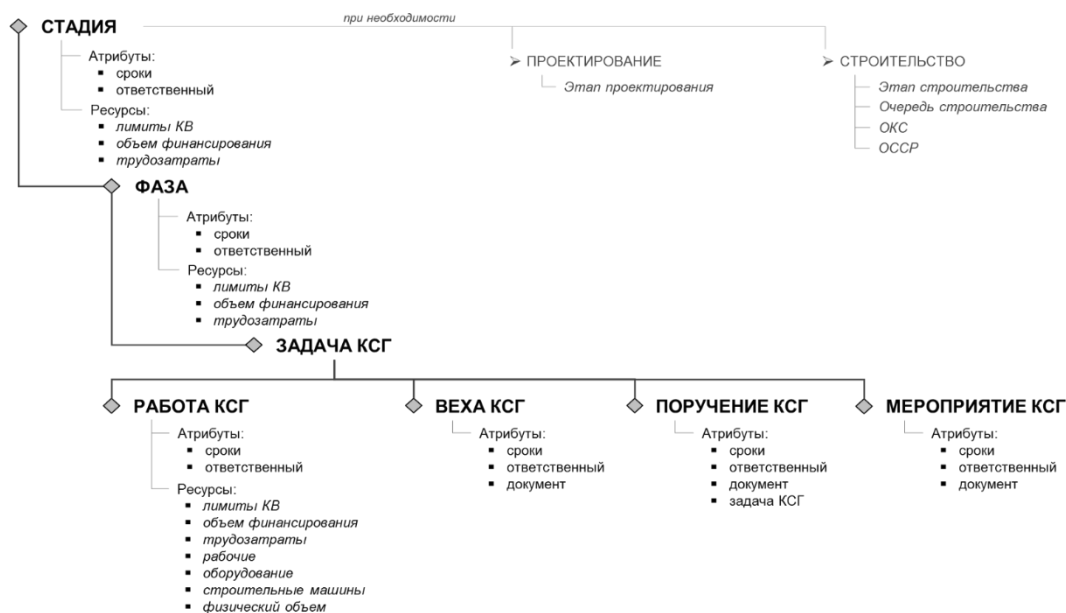 при необходимости
СТАДИЯ
Атрибуты:
сроки
ответственный
Ресурсы:
лимиты КВ
объем финансирования
трудозатраты
ПРОЕКТИРОВАНИЕ
Этап проектирования
СТРОИТЕЛЬСТВО
Этап строительства
Очередь строительства
ОКС
ОССР
ФАЗА
Атрибуты:
сроки
ответственный
Ресурсы:
лимиты КВ
объем финансирования
трудозатраты
ЗАДАЧА КСГ
РАБОТА КСГ
Атрибуты:
сроки
ответственный
Ресурсы:
лимиты КВ
объем финансирования
трудозатраты
рабочие
оборудование
строительные машины
физический объем
ВЕХА КСГ
Атрибуты:
сроки
ответственный
документ
ПОРУЧЕНИЕ КСГ
Атрибуты:
сроки
ответственный
документ
задача КСГ
МЕРОПРИЯТИЕ КСГ
Атрибуты:
сроки
ответственный
документ